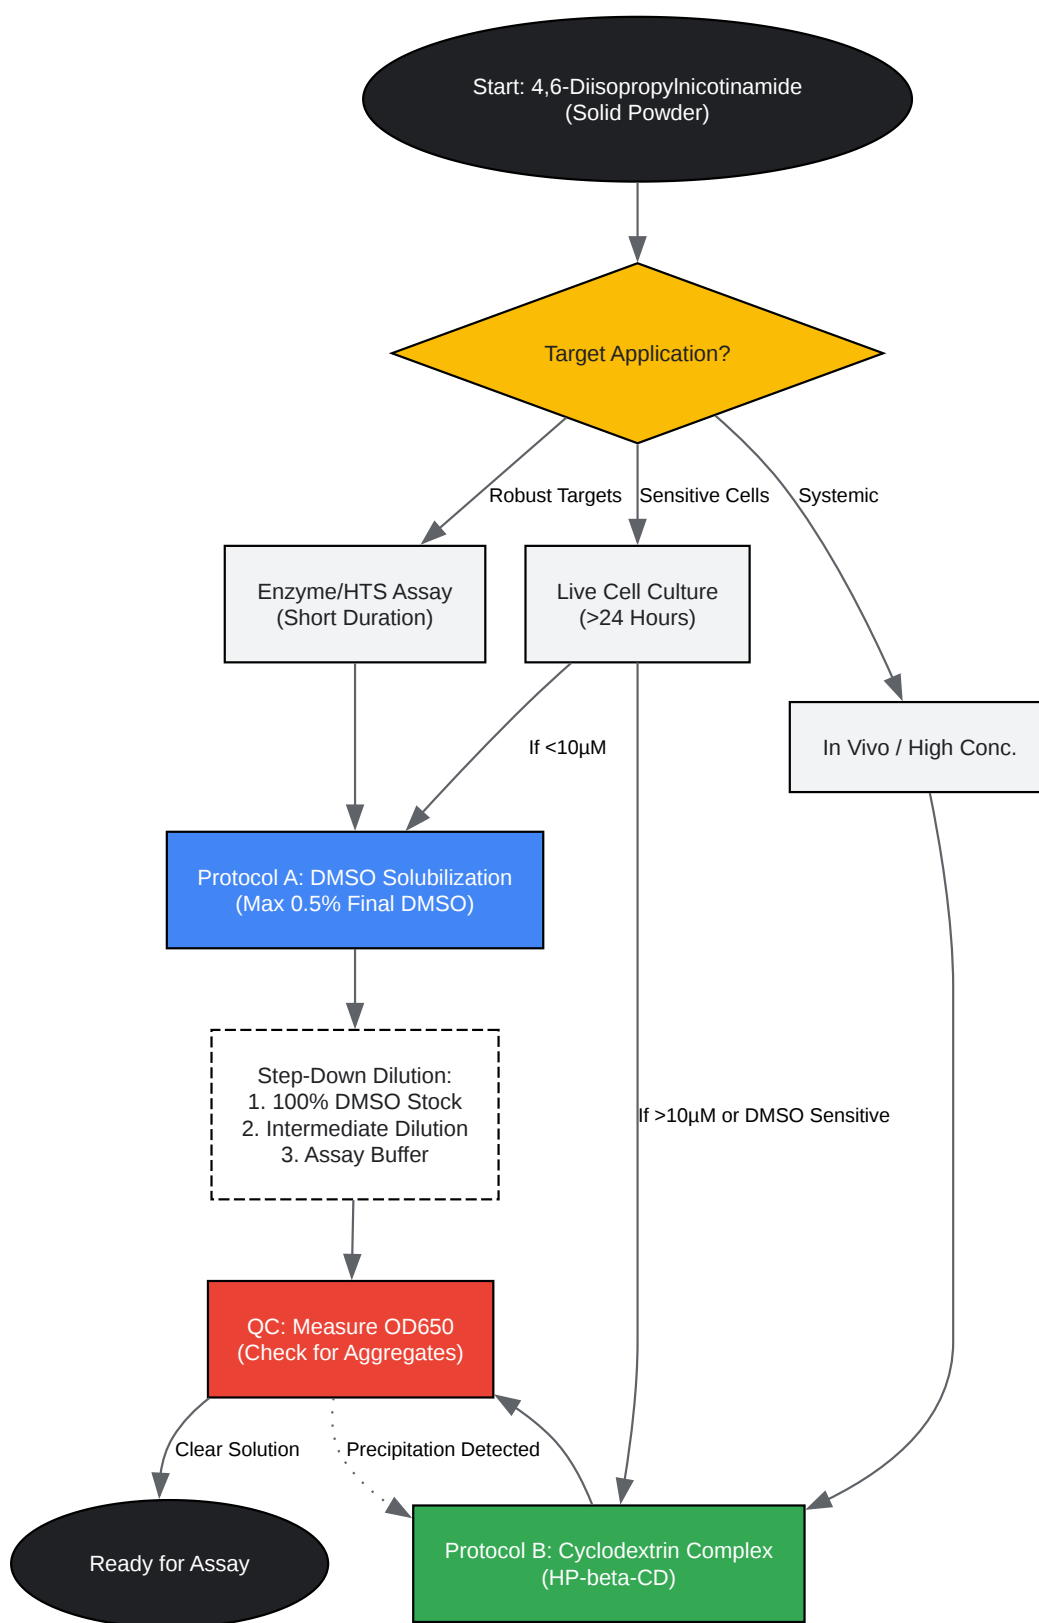 Start: 4,6-Diisopropylnicotinamide
(Solid Powder)
Target Application?
Robust Targets
Sensitive Cells
Systemic
Enzyme/HTS Assay
(Short Duration)
Live Cell Culture
(>24 Hours)
In Vivo / High Conc.
If <10µM
Protocol A: DMSO Solubilization
(Max 0.5% Final DMSO)
Step-Down Dilution:
1. 100% DMSO Stock
2. Intermediate Dilution
3. Assay Buffer
If >10µM or DMSO Sensitive
QC: Measure OD650
(Check for Aggregates)
Clear Solution
Precipitation Detected
Ready for Assay
Protocol B: Cyclodextrin Complex
(HP-beta-CD)